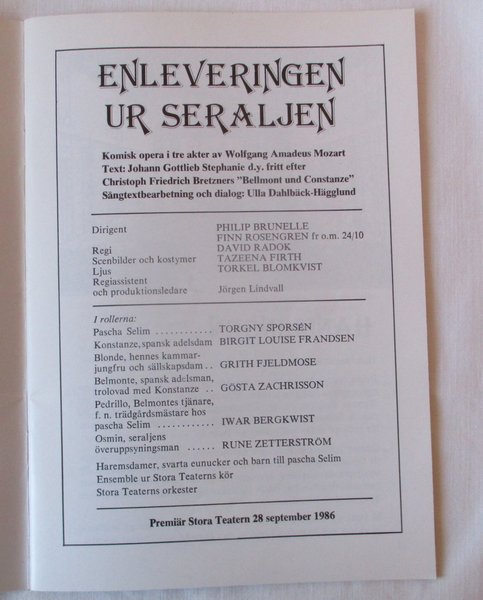 ENLEVERINGEN
UR SERALJEN
Komisk opera i tre akter av Wolfgang Amadeus Mozart
Text: Johann Gottlieb Stephanie d.y. fritt efter
Christoph Friedrich Bretzners ”Bellmont und Constanze”
Sångtextbearbetning och dialog: Ulla Dahlbäck-Hägglund
Dirigent PHILIP BRUNELLE
FINN ROSENGREN fr o.m. 24/10
Regi DAVID RADOK
Scenbilder och kostymer TAZEENA FIRTH
Ljus TORKEL BLOMKVIST
Regiassistent
och produktionsledare Jörgen Lindvall
I rollerna:
Pascha Selim ............ TORGNY SPORSÉN
Konstanze, spansk adelsdam BIRGIT LOUISE FRANDSEN
Blonde, hennes kammar-
jungfru och sällskapsdam .. GRITH FJELDMOSE
Belmonte, spansk adelsman,
trolovad med Konstanze .. GÖSTA ZACHRISSON
Pedrillo, Belmontes tjänare,
f. n. trädgårdsmästare hos
pascha Selim ............ IWAR BERGKWIST
Osmin, seraljens
överuppsyningsman ...... RUNE ZETTERSTRÖM
Haremsdamer, svarta eunucker och barn till pascha Selim
Ensemble ur Stora Teaterns kör
Stora Teaterns orkester
Premiär Stora Teatern 28 september 1986